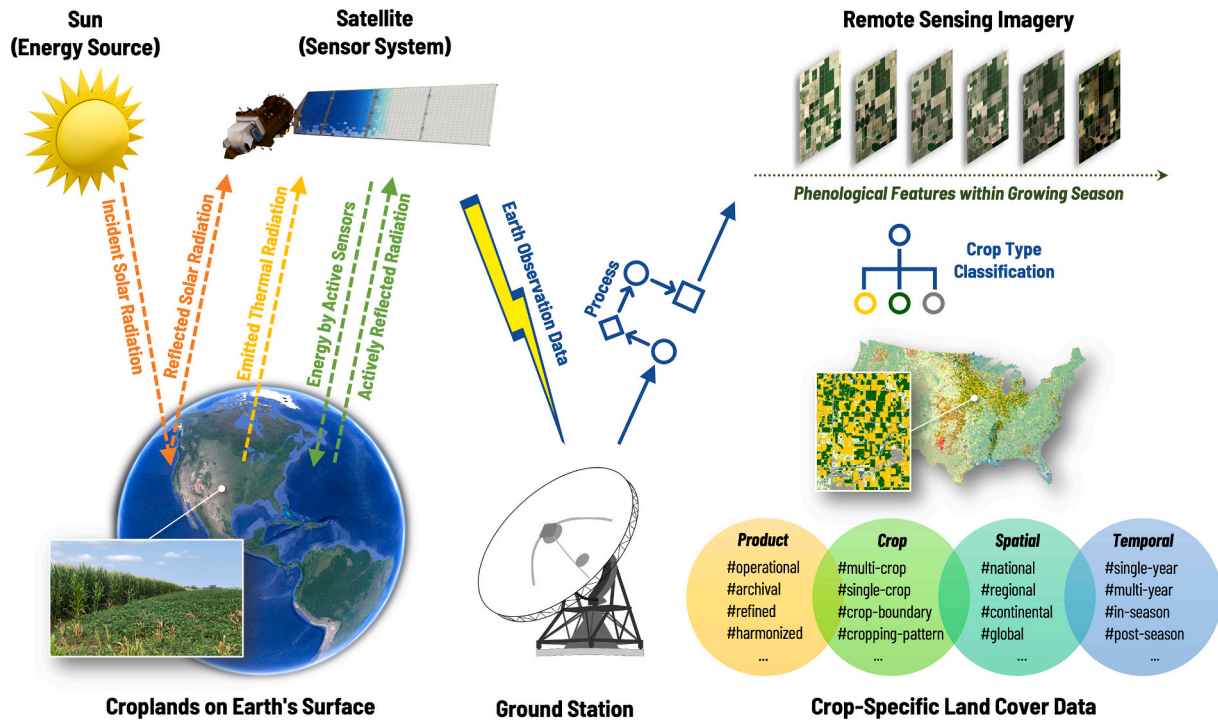 Sun
(Energy Source)
Satellite
(Sensor System)
Remote Sensing Imagery
Phenological Features within Growing Season
Incident Solar Radiation
Reflected Solar Radiation
Emitted Thermal Radiation
Energy by Active Sensors
Actively Reflected Radiation
Earth Observation Data
Process
Crop Type
Classification
Product
#operational
#archival
#refined
#harmonized
...
Crop
#multi-crop
#single-crop
#crop-boundary
#cropping-pattern
...
Spatial
#national
#regional
#continental
#global
...
Temporal
#single-year
#multi-year
#in-season
#post-season
...
Croplands on Earth's Surface
Ground Station
Crop-Specific Land Cover Data